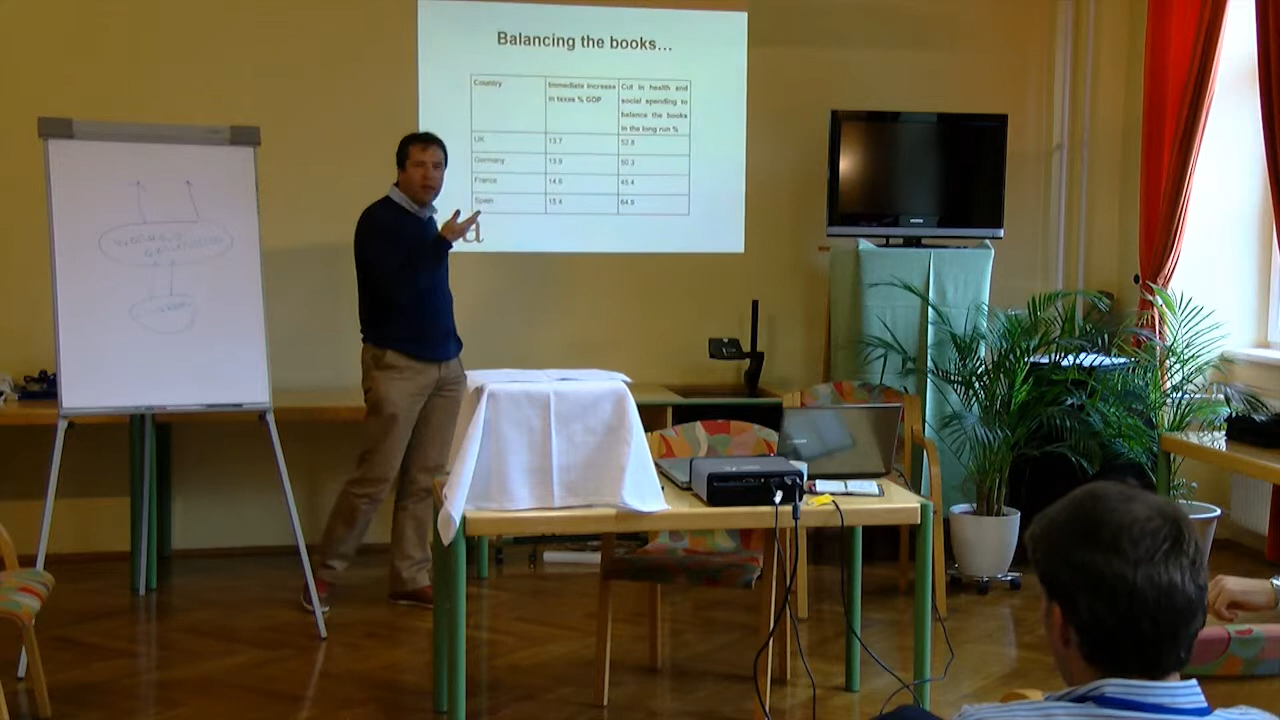 Balancing the books…
Country Immediate increase in taxes % GDP Cut in health and social spending to balance the books in the long run %
UK 13.7 52.8
Germany 13.9 50.3
France 14.8 45.4
Spain 15.4 64.9
a